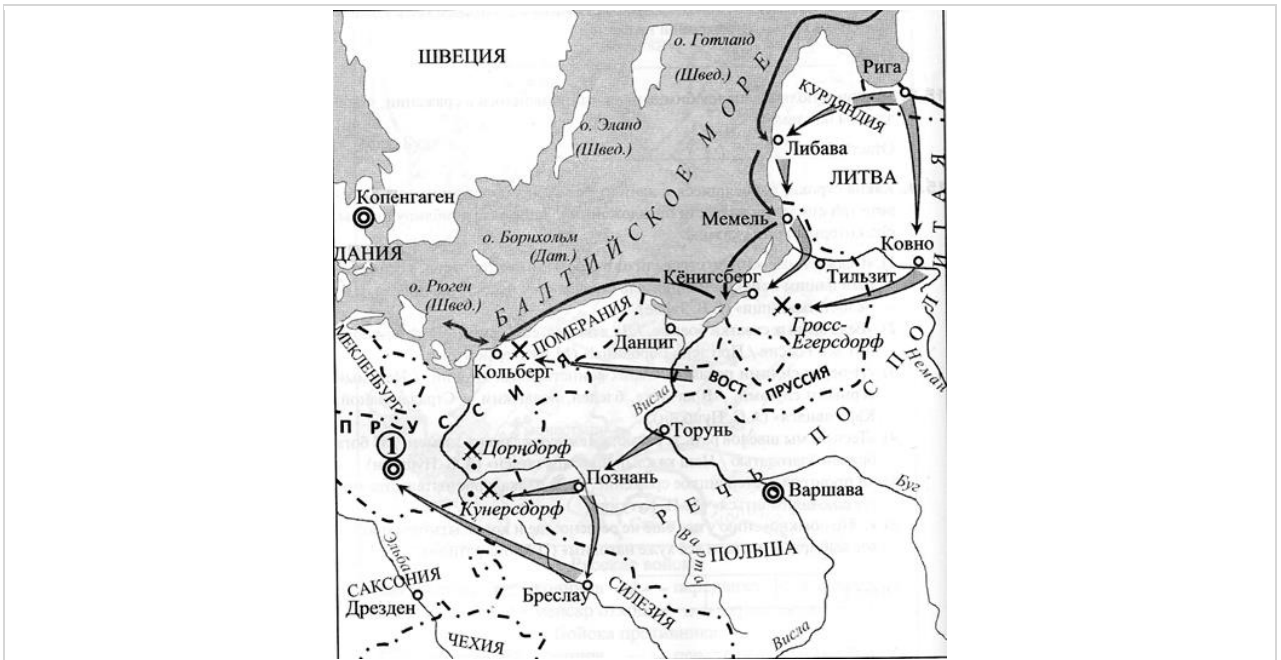 ШВЕЦИЯ
о. Готланд
(Швед.)
Рига
КУРЛЯНДИЯ
о. Эланд
(Швед.)
Либава
ЛИТВА
БАЛТИЙСКОЕ МОРЕ
Копенгаген
Мемель
ДАНИЯ
о. Борнхольм
(Дат.)
Ковно
Кёнигсберг
Тильзит
о. Рюген
(Швед.)
ПОМЕРАНИЯ
Данциг
Гросс-
Егерсдорф
Неман
МЕКЛЕНБУРГ
Кольберг
ВОСТ. ПРУССИЯ
Висла
ПРУССИЯ
Торунь
1
Цорндорф
Познань
РЕЧЬ ПОСПОЛИТАЯ
Варшава
Буг
Кунерсдорф
Варта
ПОЛЬША
Эльба
САКСОНИЯ
Дрезден
Бреслау
СИЛЕЗИЯ
ЧЕХИЯ
Висла